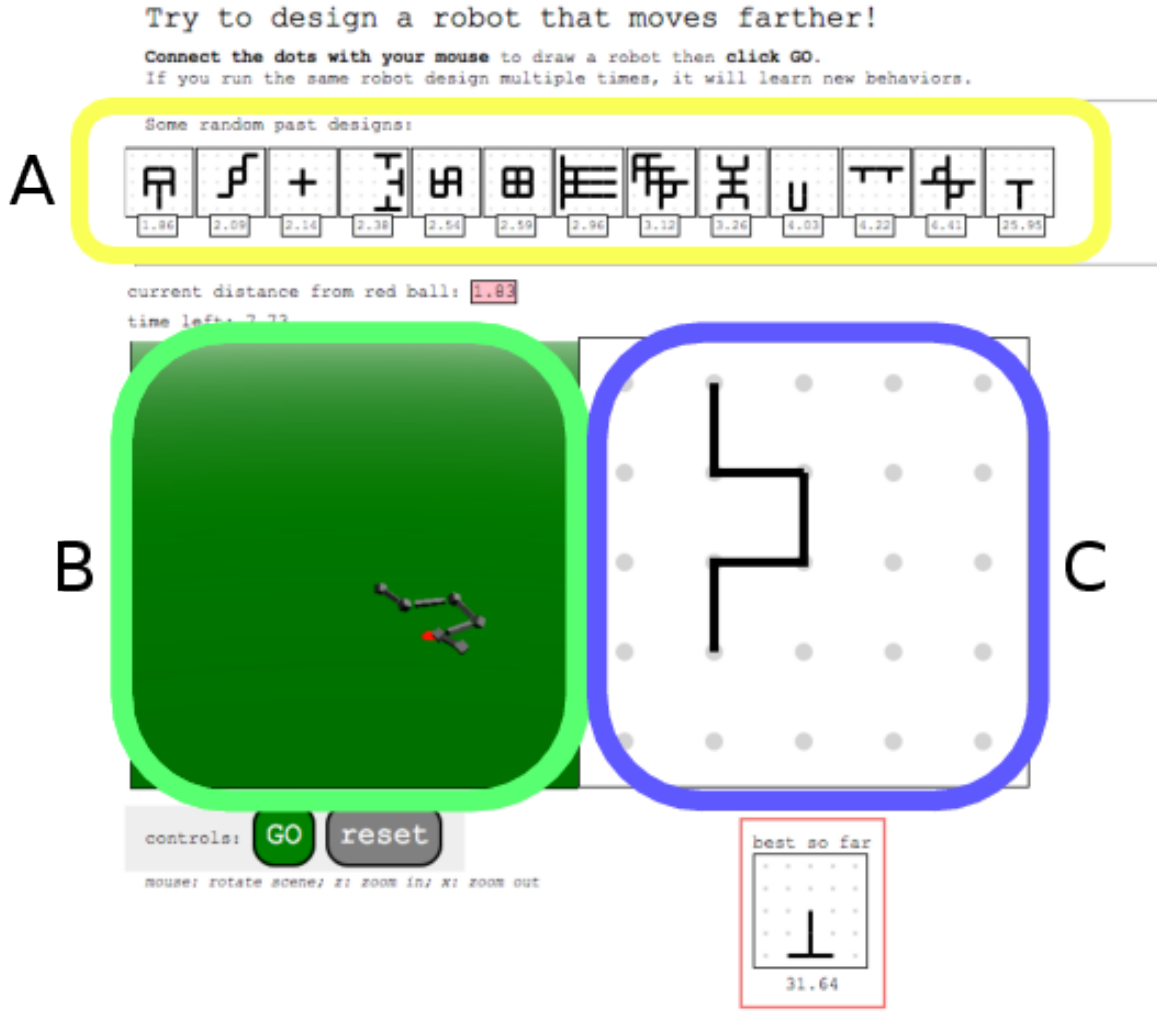 Try to design a robot that moves farther!
Connect the dots with your mouse to draw a robot then click GO.
If you run the same robot design multiple times, it will learn new behaviors.
Some random past designs:
A
1.86 2.09 2.14 2.38 2.54 2.59 2.96 3.12 3.26 4.03 4.22 4.41 25.95
current distance from red ball: 1.83
time left: 7.73
B
C
controls: GO reset
mouse: rotate scene; z: zoom in; x: zoom out
best so far
31.64